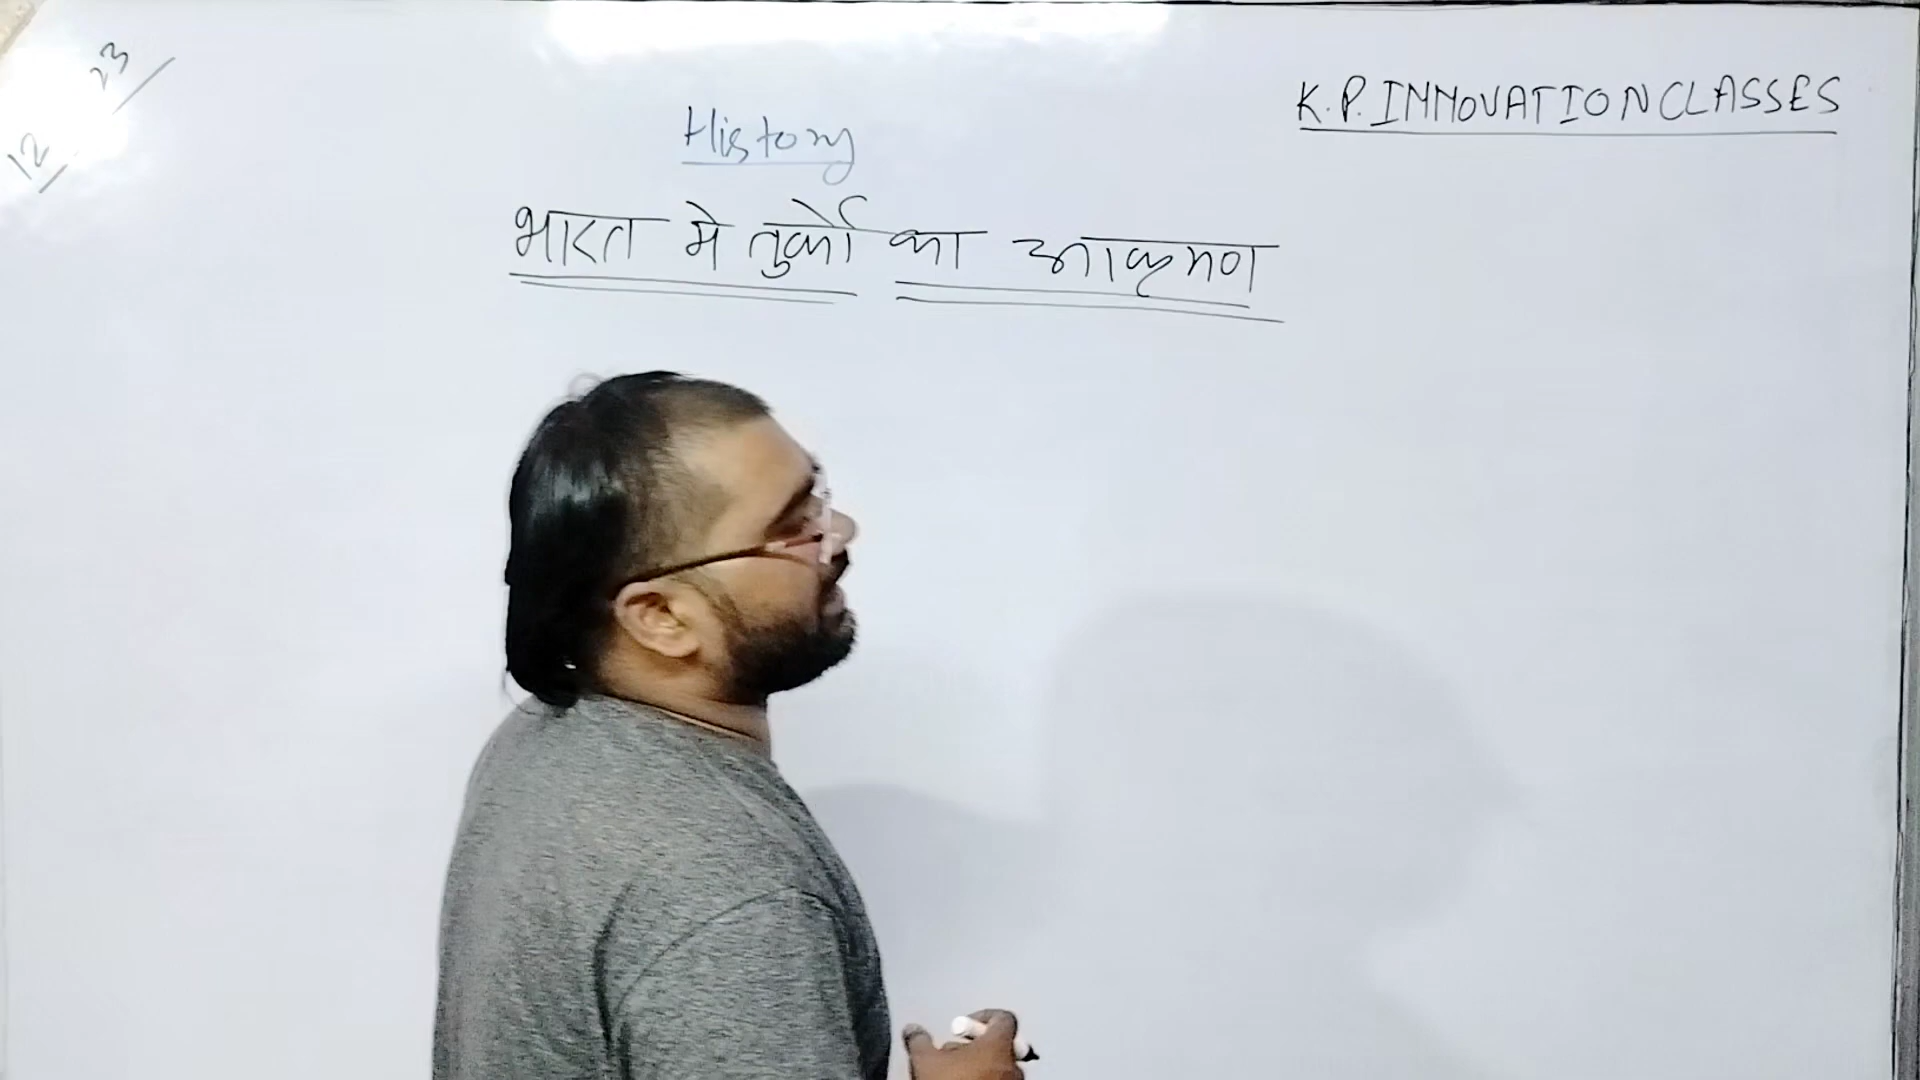 12 23
K.P. INNOVATION CLASSES
History
भारत मे तुर्को का आक्रमण